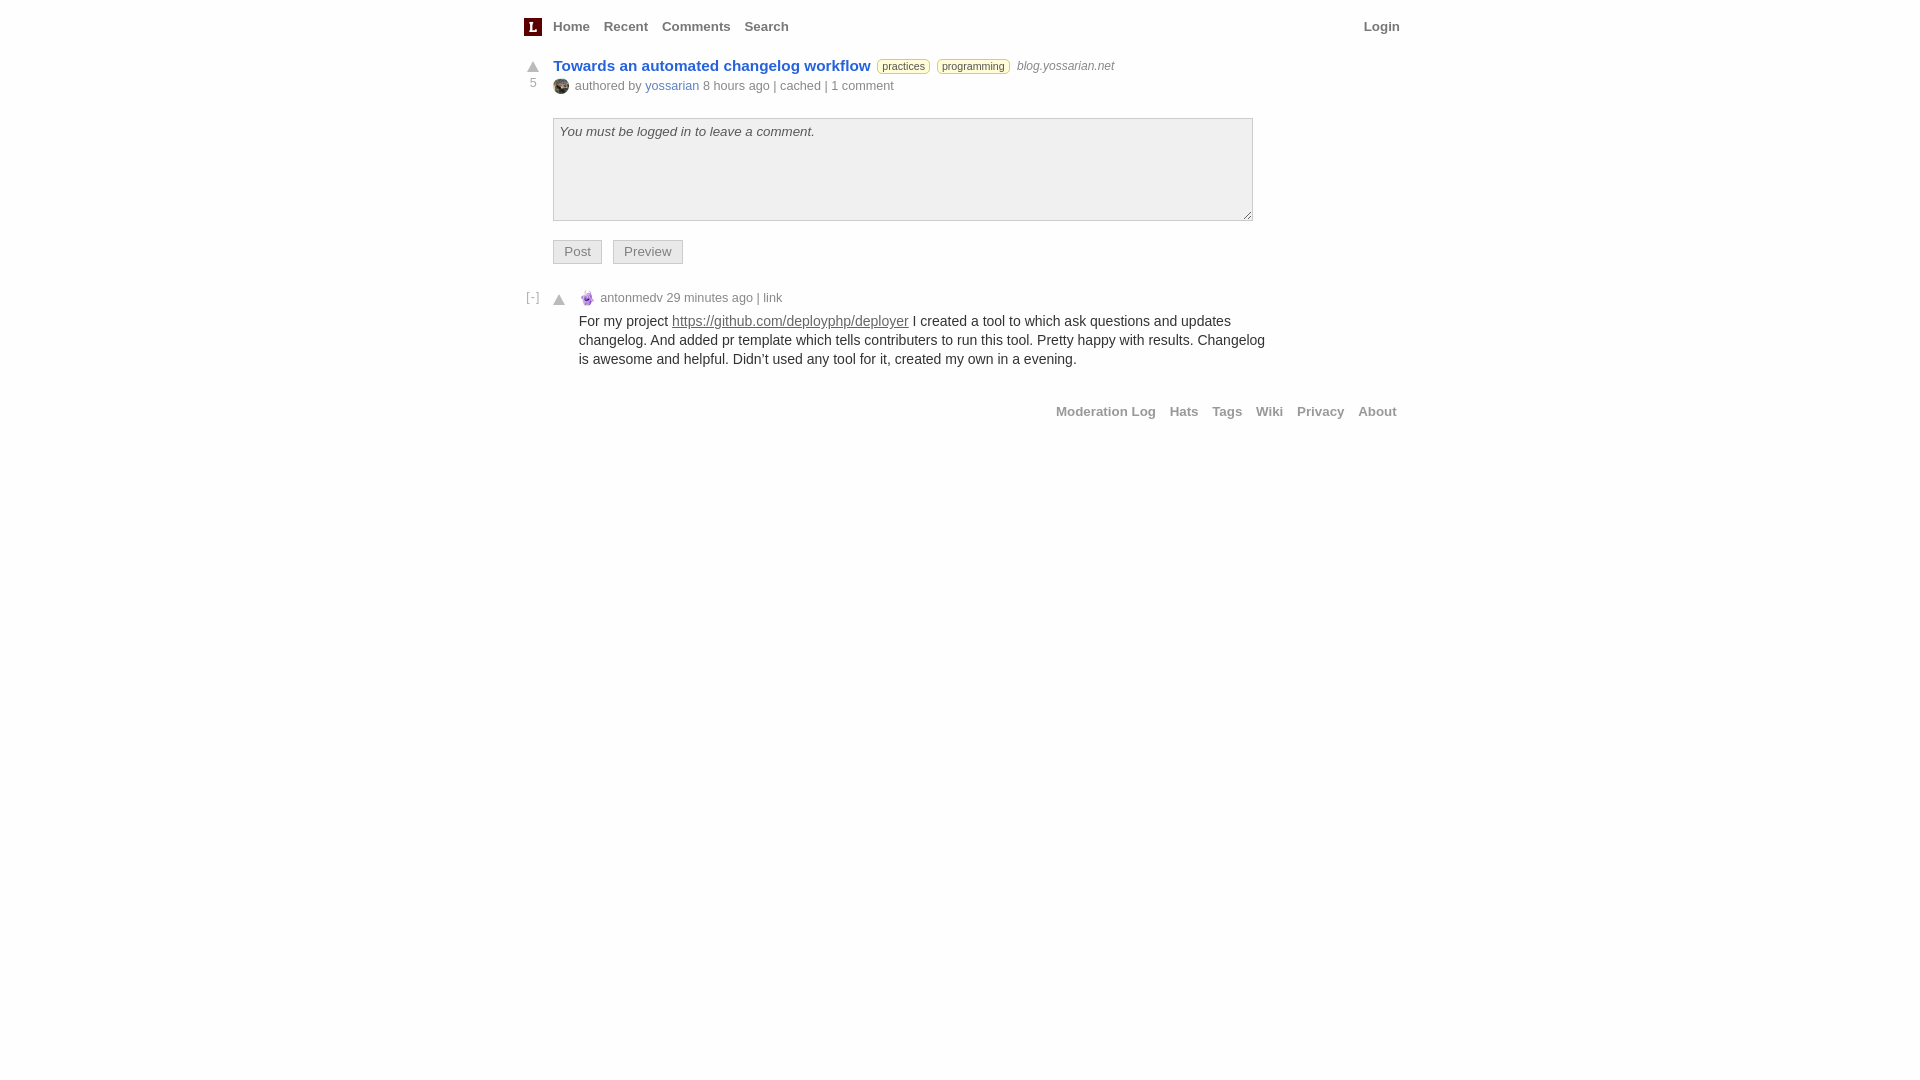 L Home Recent Comments Search Login
Towards an automated changelog workflow practices programming blog.yossarian.net
5
authored by yossarian 8 hours ago | cached | 1 comment
You must be logged in to leave a comment.
Post Preview
[-] antonmedv 29 minutes ago | link
For my project https://github.com/deployphp/deployer I created a tool to which ask questions and updates
changelog. And added pr template which tells contributers to run this tool. Pretty happy with results. Changelog
is awesome and helpful. Didn’t used any tool for it, created my own in a evening.
Moderation Log Hats Tags Wiki Privacy About